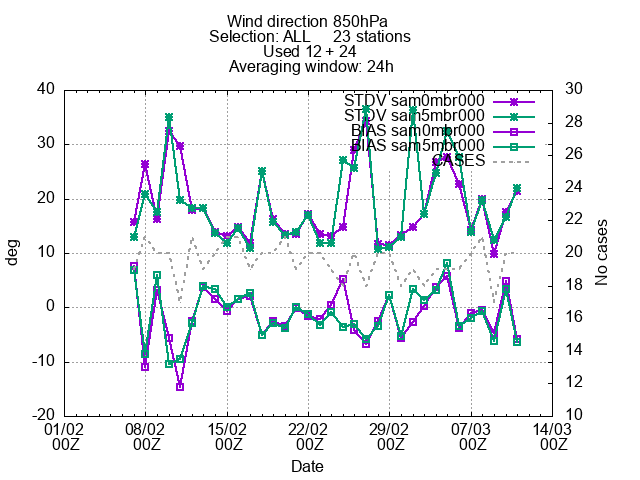 Wind direction 850hPa
Selection: ALL 23 stations
Used 12 + 24
Averaging window: 24h
40
30
20
10
0
-10
-20
deg
30
28
26
24
22
20
18
16
14
12
10
No cases
STDV sam0mbr000
STDV sam5mbr000
BIAS sam0mbr000
BIAS sam5mbr000
CASES
01/02 08/02 15/02 22/02 29/02 07/03 14/03
00Z 00Z 00Z 00Z 00Z 00Z 00Z
Date